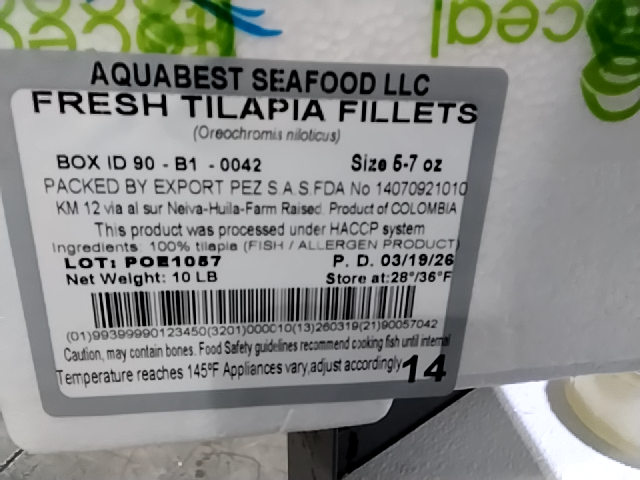 AQUABEST SEAFOOD LLC
FRESH TILAPIA FILLETS
(Oreochromis niloticus)
BOX ID 90 - B1 - 0042 Size 5-7 oz
PACKED BY EXPORT PEZ S.A.S.FDA No 14070921010
KM 12 via al sur Neiva-Huila-Farm Raised. Product of COLOMBIA
This product was processed under HACCP system
Ingredients: 100% tilapia (FISH / ALLERGEN PRODUCT)
LOT: POE1057 P. D. 03/19/26
Net Weight: 10 LB Store at:28°/36°F
(01)99399990123450(3201)000010(13)260319(21)90057042
Caution, may contain bones. Food Safety guidelines recommend cooking fish until internal
Temperature reaches 145ºF Appliances vary,adjust accordingly 14